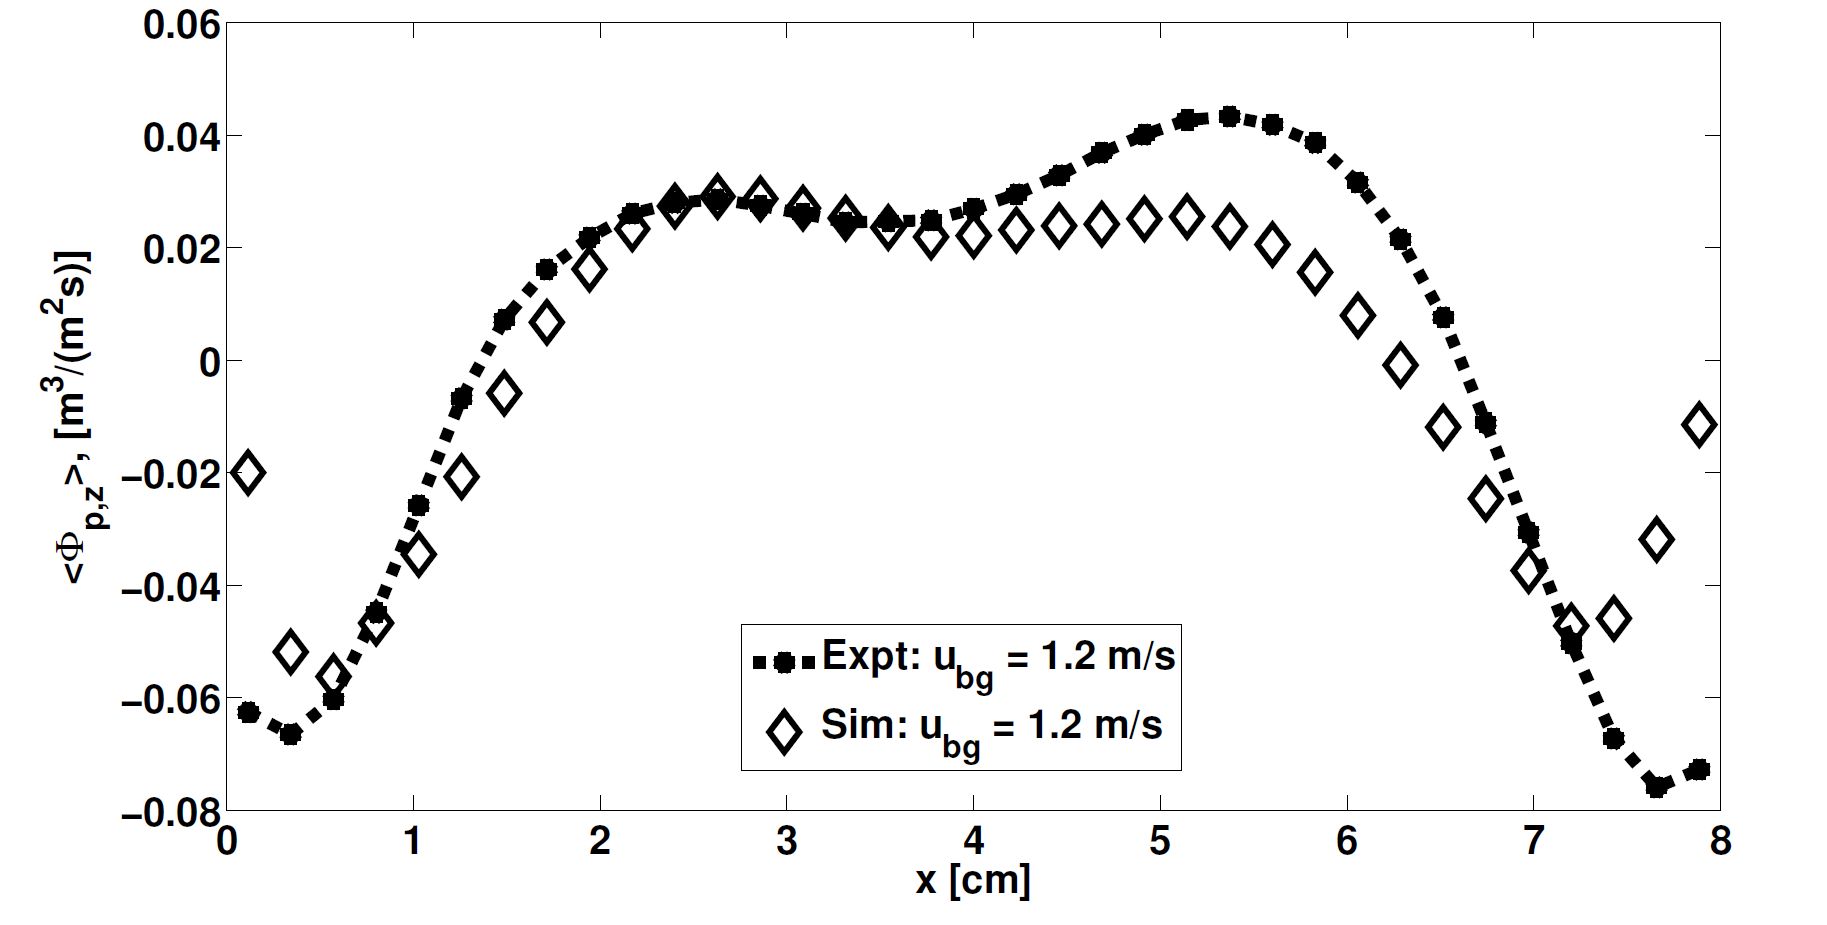 0.06
0.04
0.02
0
−0.02
−0.04
−0.06
−0.08
<Φp,z>, [m3/(m2s)]
Expt: ubg = 1.2 m/s
Sim: ubg = 1.2 m/s
0 1 2 3 4 5 6 7 8
x [cm]